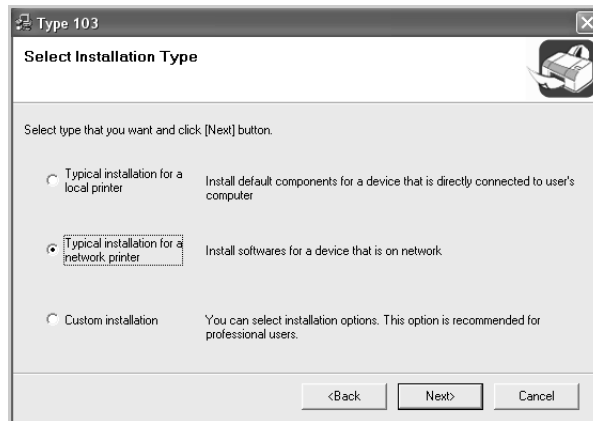 Type 103
Select Installation Type
Select type that you want and click [Next] button.
Typical installation for a
local printer
Install default components for a device that is directly connected to user's
computer
Typical installation for a
network printer
Install softwares for a device that is on network
Custom installation
You can select installation options. This option is recommended for
professional users.
<Back
Next>
Cancel